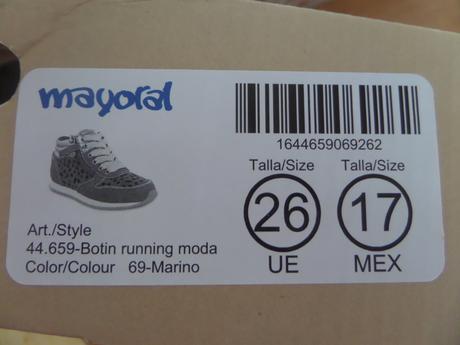 mayoral
1644659069262
Talla/Size Talla/Size
26 17
UE MEX
Art./Style
44.659-Botin running moda
Color/Colour 69-Marino